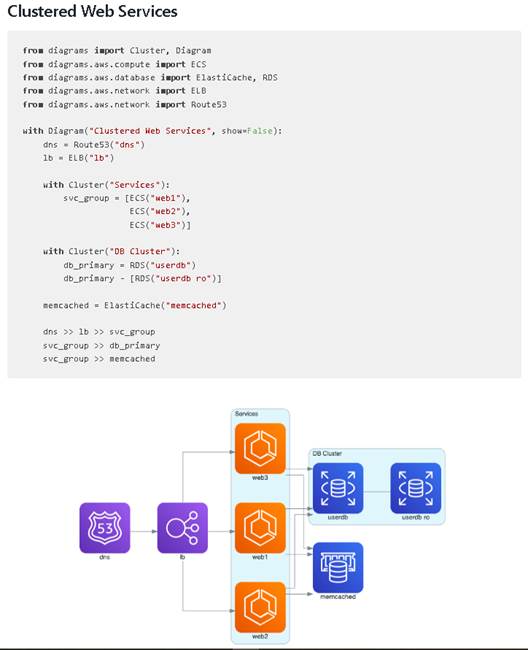 Clustered Web Services
from diagrams import Cluster, Diagram
from diagrams.aws.compute import ECS
from diagrams.aws.database import ElastiCache, RDS
from diagrams.aws.network import ELB
from diagrams.aws.network import Route53
with Diagram("Clustered Web Services", show=False):
    dns = Route53("dns")
    lb = ELB("lb")
    with Cluster("Services"):
        svc_group = [ECS("web1"),
                     ECS("web2"),
                     ECS("web3")]
    with Cluster("DB Cluster"):
        db_primary = RDS("userdb")
        db_primary - [RDS("userdb ro")]
    memcached = ElastiCache("memcached")
    dns >> lb >> svc_group
    svc_group >> db_primary
    svc_group >> memcached
Services
web3
DB Cluster
userdb
userdb ro
53
dns
lb
web1
memcached
web2